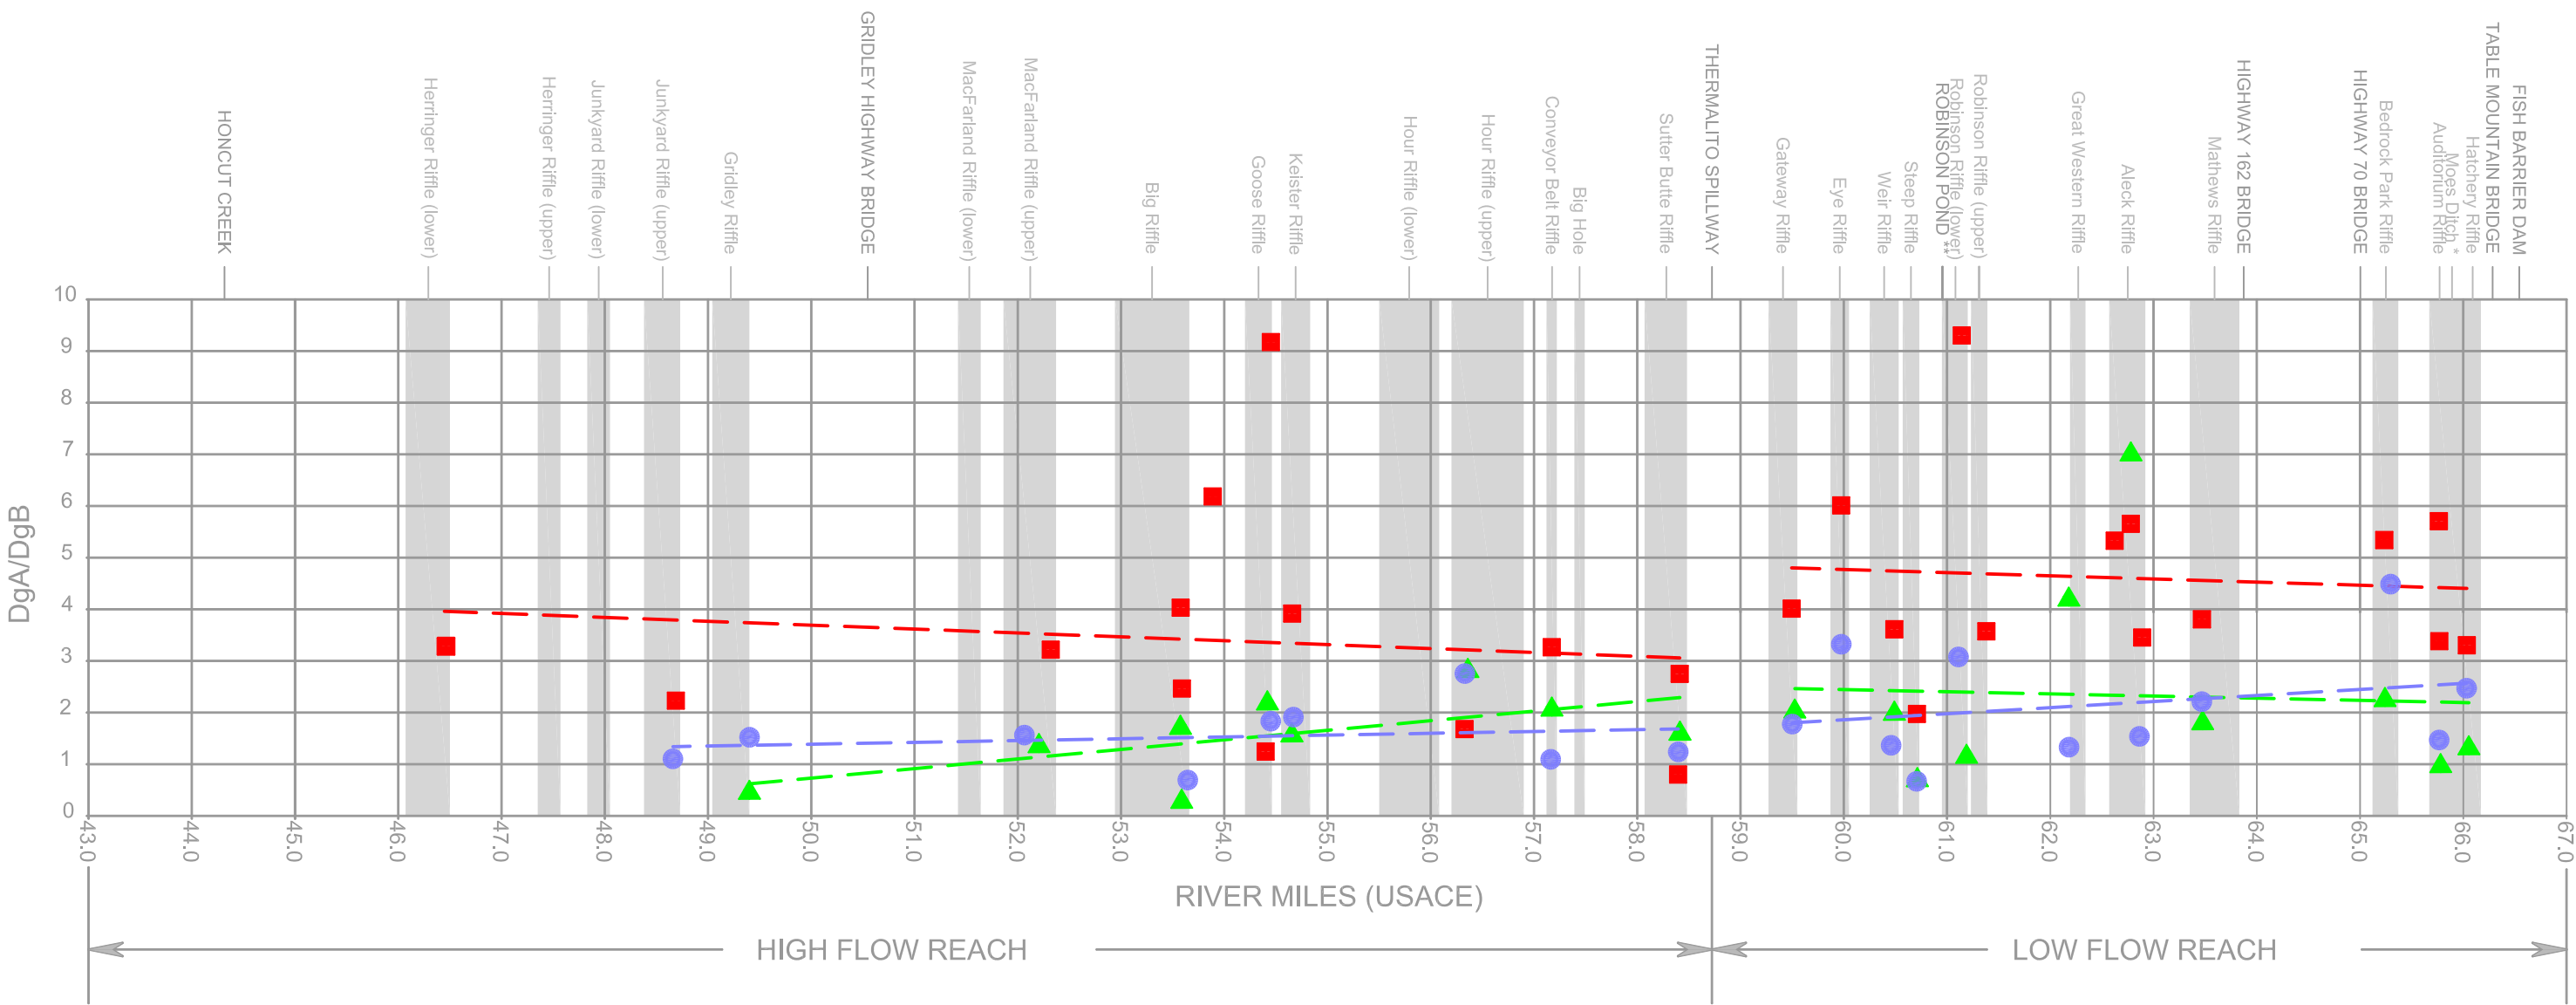 HONCUT CREEK
Herringer Riffle (lower)
Herringer Riffle (upper)
Junkyard Riffle (lower)
Junkyard Riffle (upper)
Gridley Riffle
GRIDLEY HIGHWAY BRIDGE
MacFarland Riffle (lower)
MacFarland Riffle (upper)
Big Riffle
Goose Riffle
Keister Riffle
Hour Riffle (lower)
Hour Riffle (upper)
Conveyor Belt Riffle
Big Hole
Sutter Butte Riffle
THERMALITO SPILLWAY
Gateway Riffle
Eye Riffle
Weir Riffle
Steep Riffle
ROBINSON POND **
Robinson Riffle (lower)
Robinson Riffle (upper)
Great Western Riffle
Aleck Riffle
Mathews Riffle
HIGHWAY 162 BRIDGE
HIGHWAY 70 BRIDGE
Bedrock Park Riffle
Auditorium Riffle
Moes Ditch *
Hatchery Riffle
TABLE MOUNTAIN BRIDGE
FISH BARRIER DAM
DgA/DgB
10
9
8
7
6
5
4
3
2
1
0
43.0
44.0
45.0
46.0
47.0
48.0
49.0
50.0
51.0
52.0
53.0
54.0
55.0
56.0
57.0
58.0
59.0
60.0
61.0
62.0
63.0
64.0
65.0
66.0
67.0
RIVER MILES (USACE)
HIGH FLOW REACH
LOW FLOW REACH